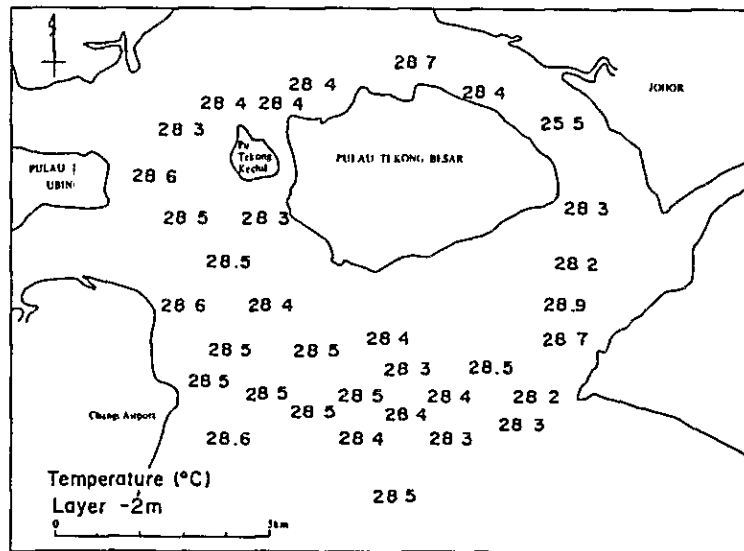 28 7
28 4
28 4
JOHOR
28 4 28 4
28 3
25 5
Pu
Tekong
Kechil
PULAU TEKONG BESAR
PULAU
UBIN
28 6
28 5
28 3
28 3
28.5
28 2
28 6
28 4
28.9
28 4
28 7
28 5
28 5
28 3
28.5
28 5
28 5
28 5
28 4
28 2
Changi Airport
28 5
28 4
28 3
28.6
28 4
28 3
Temperature (°C)
Layer -2m
28 5
0
5km